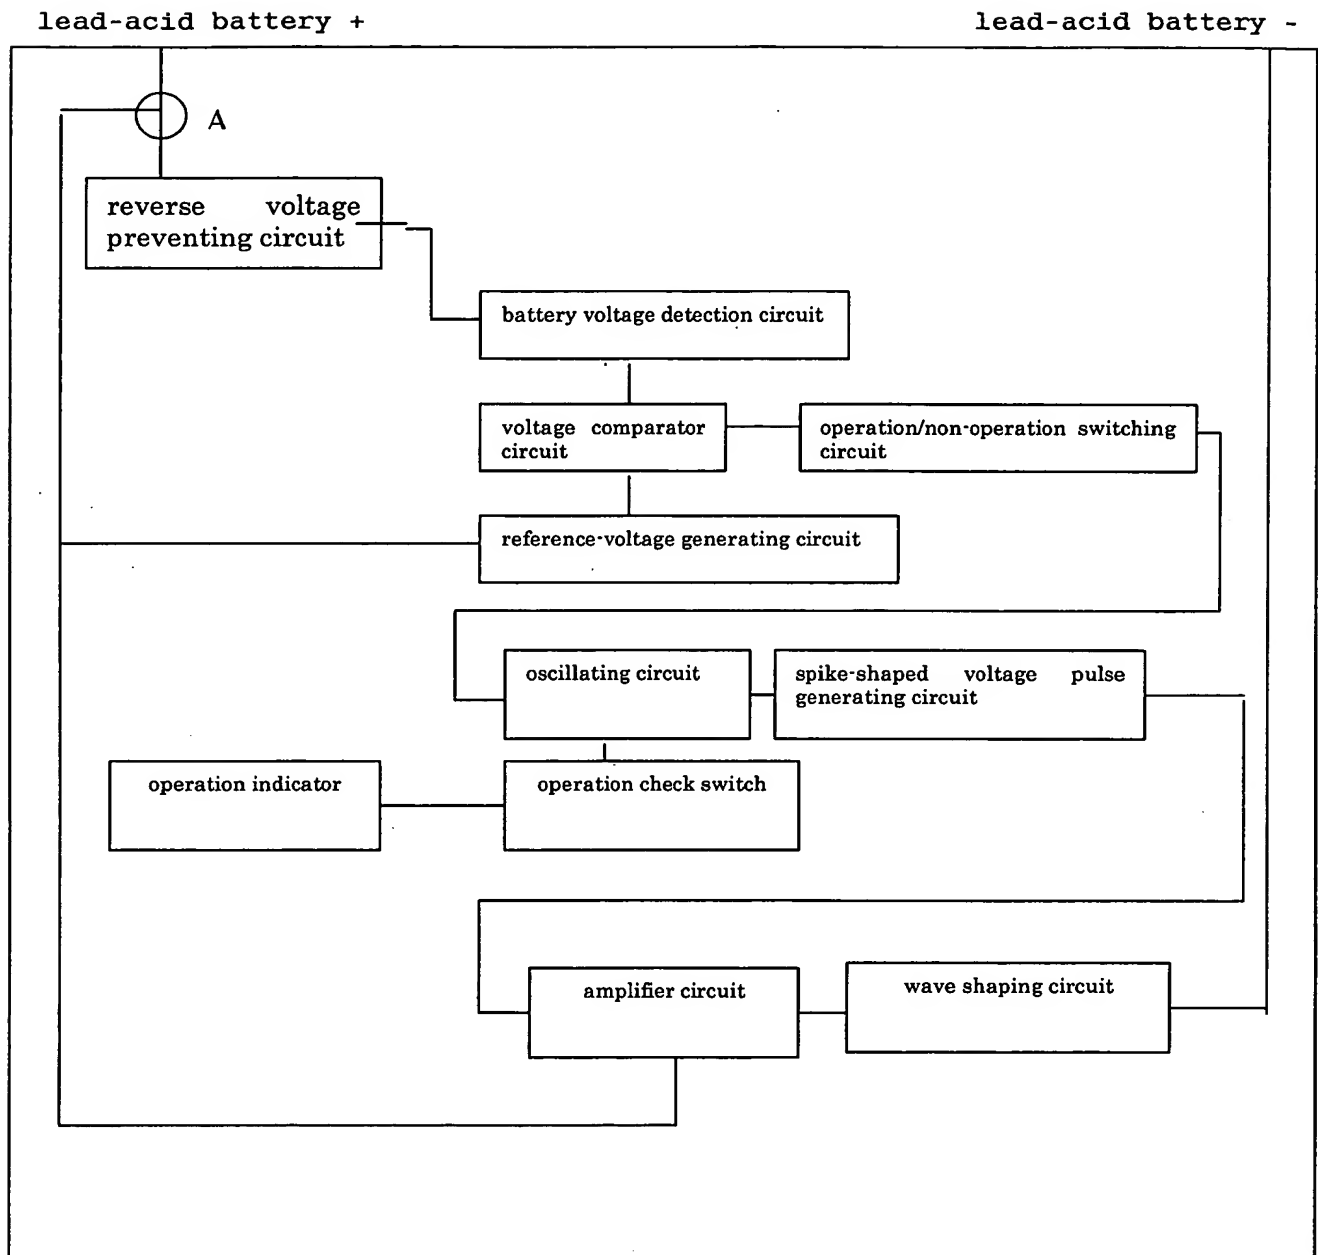 lead-acid battery +
lead-acid battery -
A
reverse voltage
preventing circuit
battery voltage detection circuit
voltage comparator
circuit
operation/non-operation switching
circuit
reference-voltage generating circuit
oscillating circuit
spike-shaped voltage pulse
generating circuit
operation indicator
operation check switch
amplifier circuit
wave shaping circuit